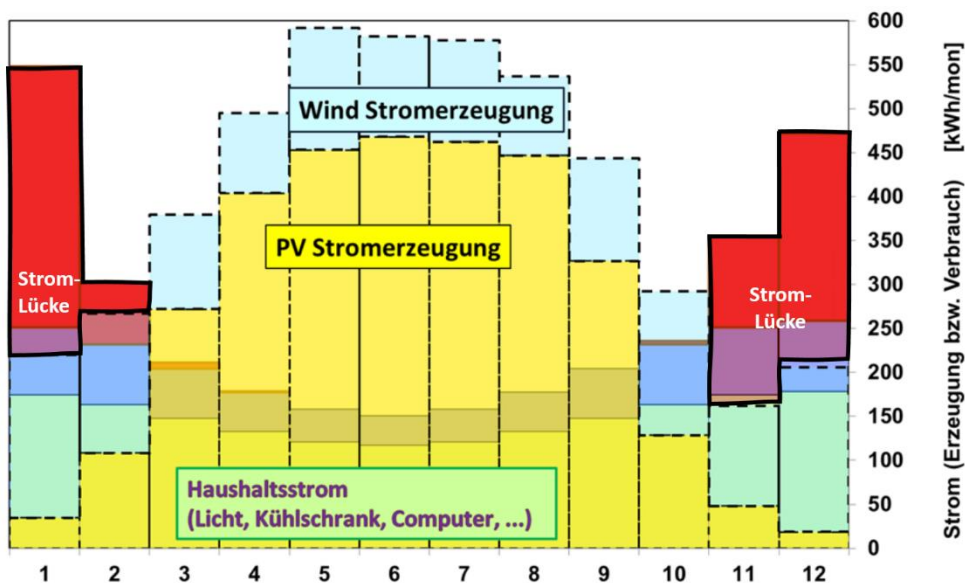 Wind Stromerzeugung
PV Stromerzeugung
Strom-
Lücke
Strom-
Lücke
Haushaltsstrom
(Licht, Kühlschrank, Computer, ...)
600
550
500
450
400
350
300
250
200
150
100
50
0
Strom (Erzeugung bzw. Verbrauch) [kWh/mon]
1 2 3 4 5 6 7 8 9 10 11 12